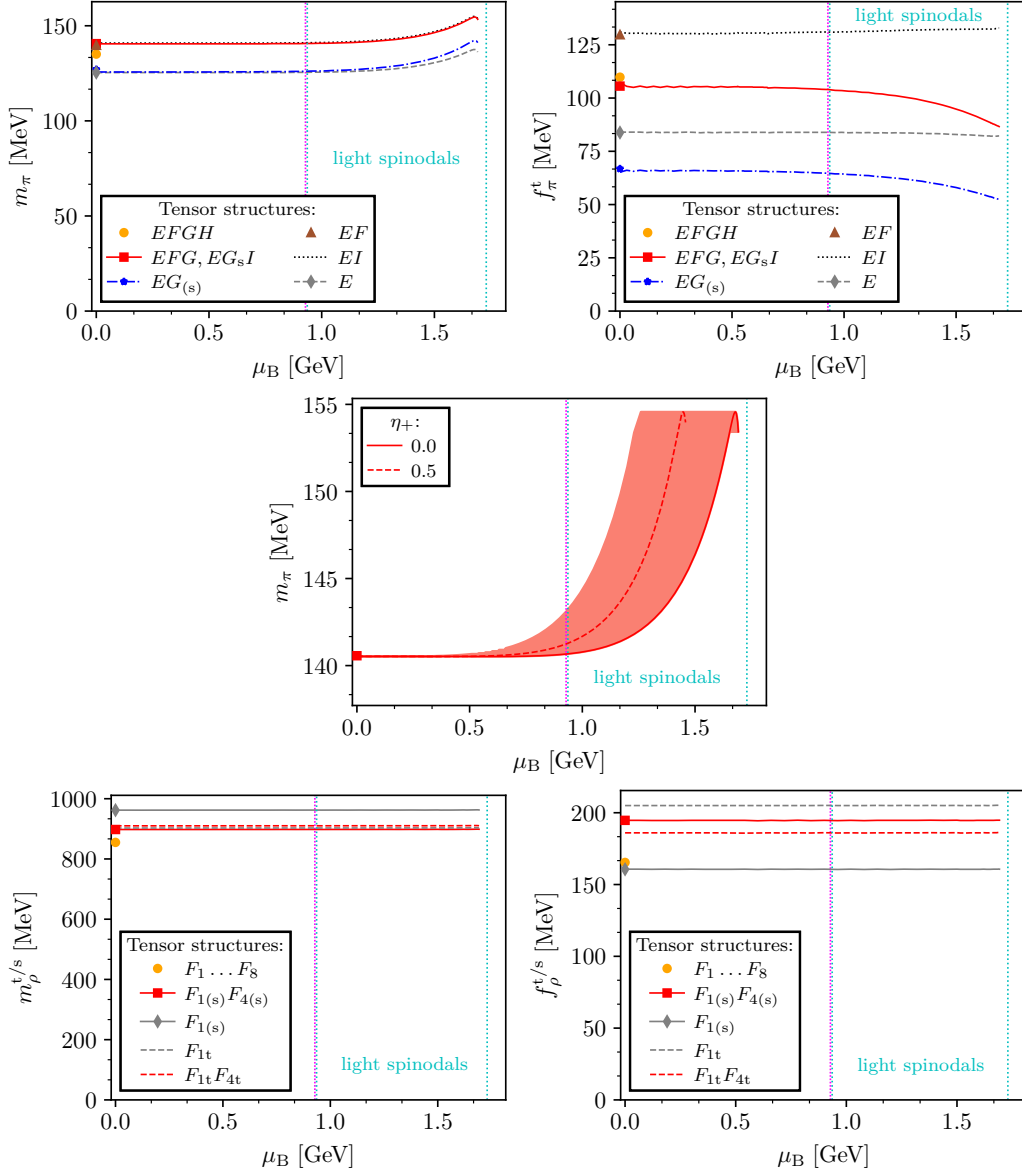 150
100
50
0
m_π [MeV]
light spinodals
Tensor structures:
EFGH
EF
EFG, EG_sI
EI
EG_(s)
E
0.0 0.5 1.0 1.5
μ_B [GeV]
light spinodals
125
100
75
50
25
0
f_π^t [MeV]
Tensor structures:
EFGH
EF
EFG, EG_sI
EI
EG_(s)
E
0.0 0.5 1.0 1.5
μ_B [GeV]
155
150
145
140
m_π [MeV]
η_+:
0.0
0.5
light spinodals
0.0 0.5 1.0 1.5
μ_B [GeV]
1000
800
600
400
200
0
m_ρ^t/s [MeV]
Tensor structures:
F_1 … F_8
F_1(s)F_4(s)
F_1(s)
F_1t
F_1tF_4t
light spinodals
0.0 0.5 1.0 1.5
μ_B [GeV]
200
150
100
50
0
f_ρ^t/s [MeV]
Tensor structures:
F_1 … F_8
F_1(s)F_4(s)
F_1(s)
F_1t
F_1tF_4t
light spinodals
0.0 0.5 1.0 1.5
μ_B [GeV]